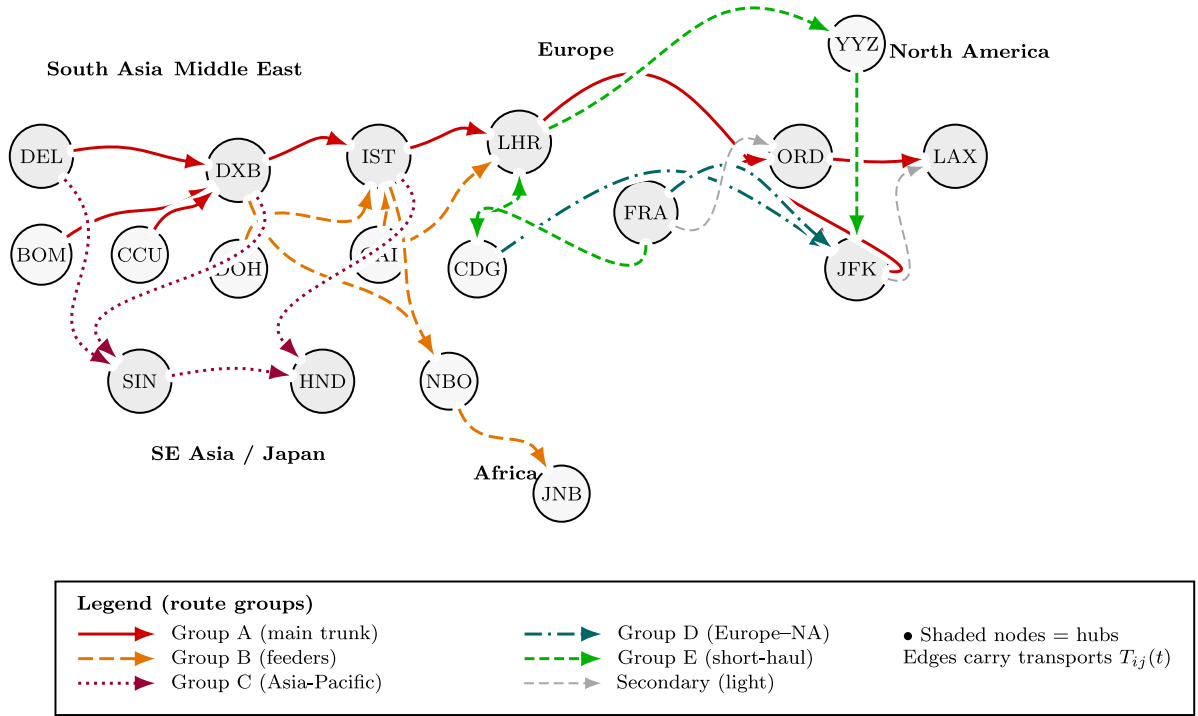 YYZ
Europe
North America
South Asia Middle East
LHR
DEL
IST
ORD
LAX
DXB
FRA
BOM
CCU
DOH
CAI
CDG
JFK
SIN
HND
NBO
SE Asia / Japan
Africa
JNB
Legend (route groups)
Group A (main trunk)
Group B (feeders)
Group C (Asia-Pacific)
Group D (Europe–NA)
Group E (short-haul)
Secondary (light)
● Shaded nodes = hubs
Edges carry transports T_{ij}(t)